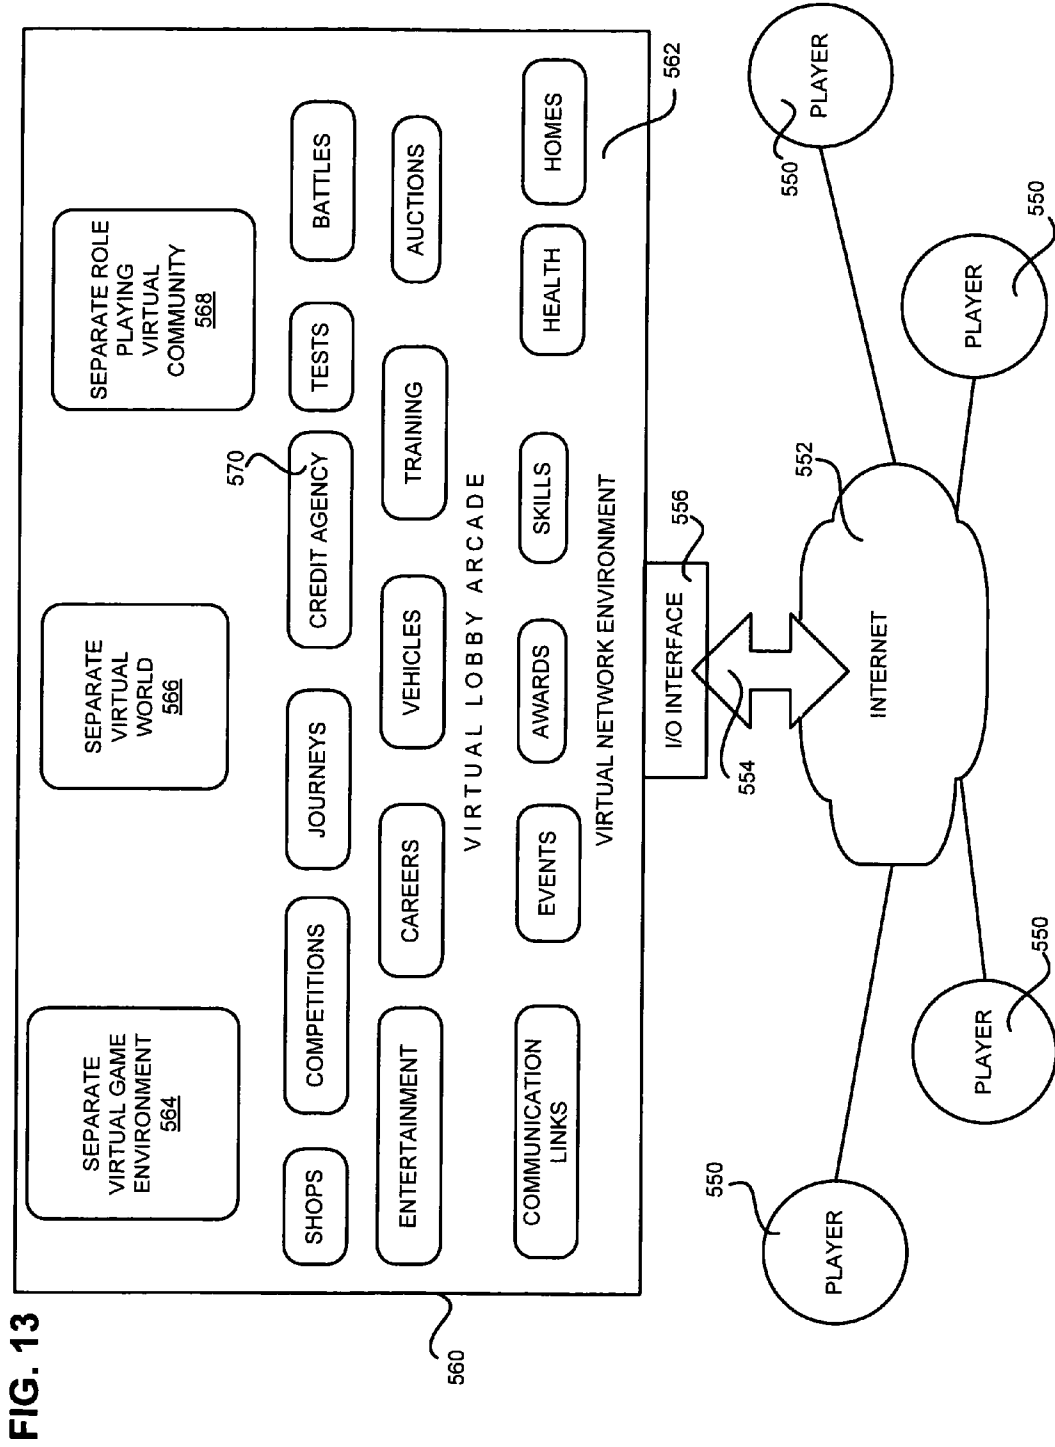 FIG. 13
SEPARATE
VIRTUAL GAME
ENVIRONMENT
564
SEPARATE
VIRTUAL
WORLD
566
SEPARATE ROLE
PLAYING
VIRTUAL
COMMUNITY
568
570
SHOPS
COMPETITIONS
JOURNEYS
CREDIT AGENCY
TESTS
BATTLES
ENTERTAINMENT
CAREERS
VEHICLES
TRAINING
AUCTIONS
VIRTUAL LOBBY ARCADE
COMMUNICATION
LINKS
EVENTS
AWARDS
SKILLS
HEALTH
HOMES
VIRTUAL NETWORK ENVIRONMENT
560
562
I/O INTERFACE
556
554
552
INTERNET
550
PLAYER
550
PLAYER
550
PLAYER
550
PLAYER